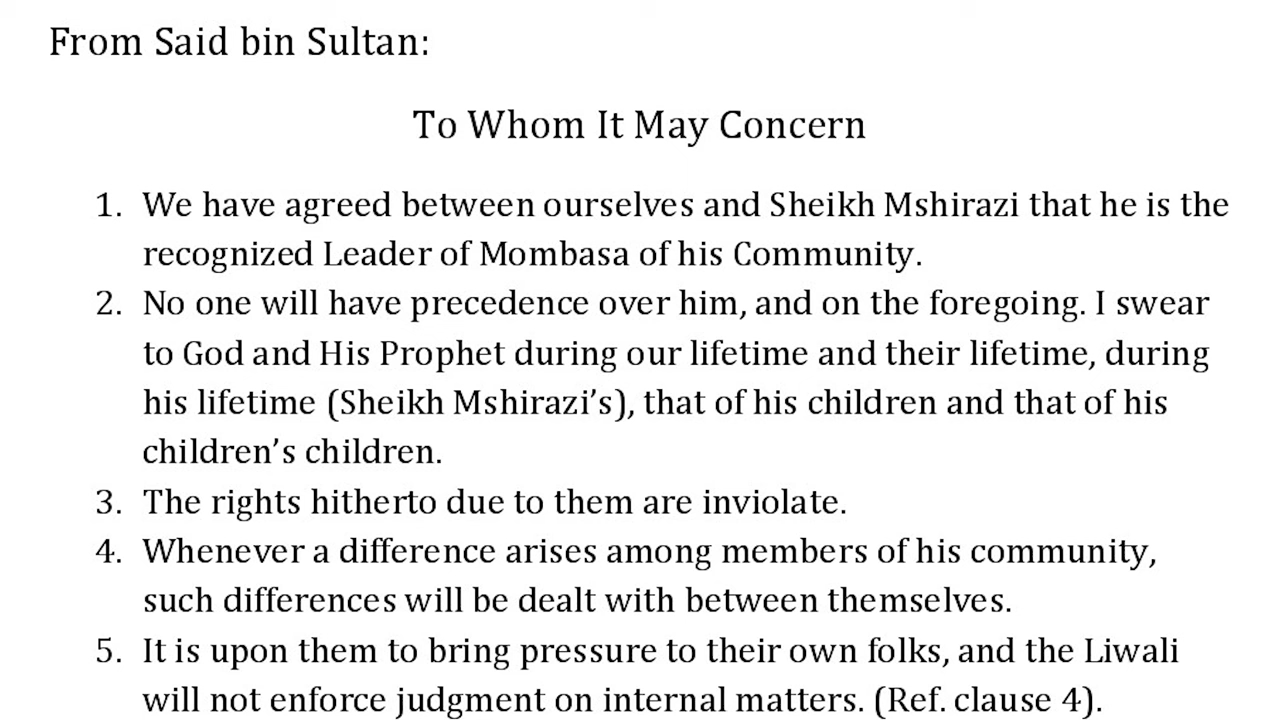 From Said bin Sultan:
To Whom It May Concern
1. We have agreed between ourselves and Sheikh Mshirazi that he is the
recognized Leader of Mombasa of his Community.
2. No one will have precedence over him, and on the foregoing. I swear
to God and His Prophet during our lifetime and their lifetime, during
his lifetime (Sheikh Mshirazi’s), that of his children and that of his
children’s children.
3. The rights hitherto due to them are inviolate.
4. Whenever a difference arises among members of his community,
such differences will be dealt with between themselves.
5. It is upon them to bring pressure to their own folks, and the Liwali
will not enforce judgment on internal matters. (Ref. clause 4).